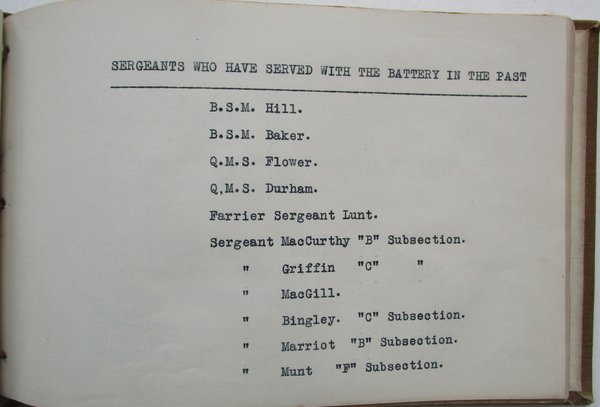 SERGEANTS WHO HAVE SERVED WITH THE BATTERY IN THE PAST
B.S.M. Hill.
B.S.M. Baker.
Q.M.S. Flower.
Q,M.S. Durham.
Farrier Sergeant Lunt.
Sergeant MacCurthy "B" Subsection.
" Griffin "C" "
" MacGill.
" Bingley. "C" Subsection.
" Marriot "B" Subsection.
" Munt "F" Subsection.